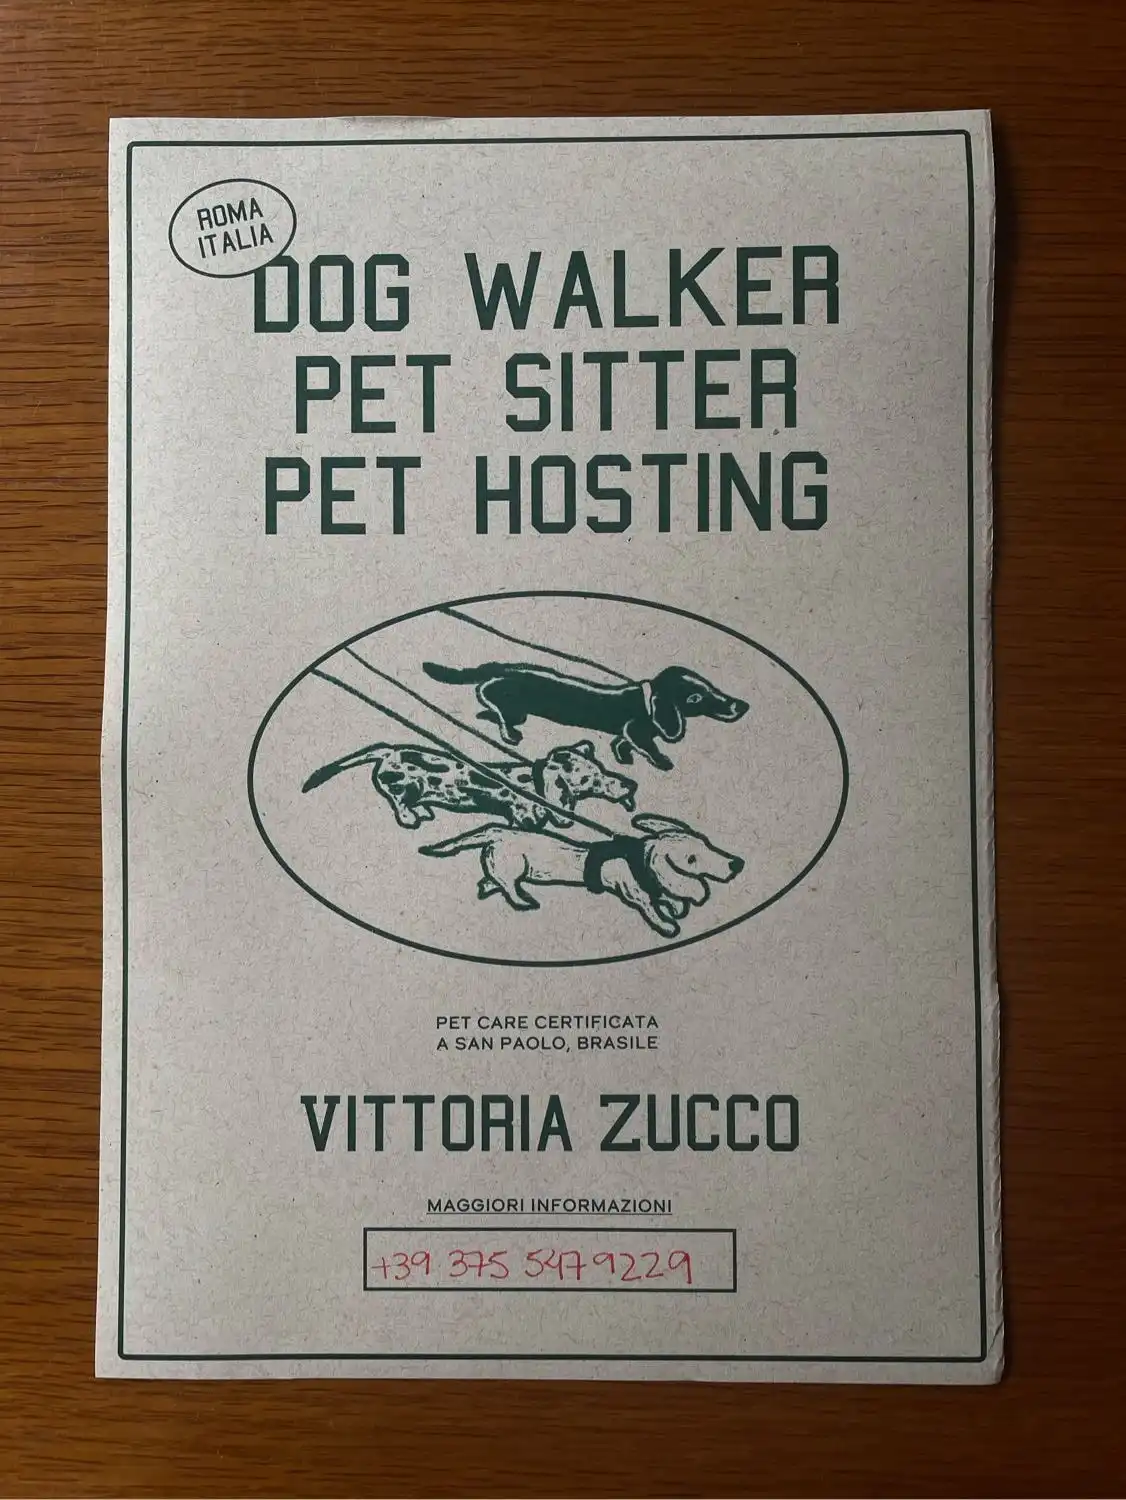 ROMA
ITALIA
DOG WALKER
PET SITTER
PET HOSTING
PET CARE CERTIFICATA
A SAN PAOLO, BRASILE
VITTORIA ZUCCO
MAGGIORI INFORMAZIONI
+39 375 5479229